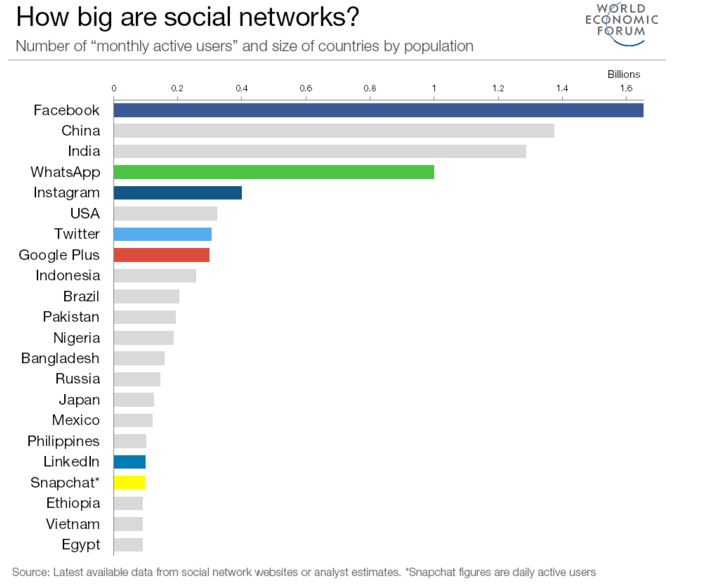 How big are social networks?
WORLD
ECONOMIC
FORUM
Number of “monthly active users” and size of countries by population
Billions
0 0.2 0.4 0.6 0.8 1 1.2 1.4 1.6
Facebook
China
India
WhatsApp
Instagram
USA
Twitter
Google Plus
Indonesia
Brazil
Pakistan
Nigeria
Bangladesh
Russia
Japan
Mexico
Philippines
LinkedIn
Snapchat*
Ethiopia
Vietnam
Egypt
Source: Latest available data from social network websites or analyst estimates. *Snapchat figures are daily active users